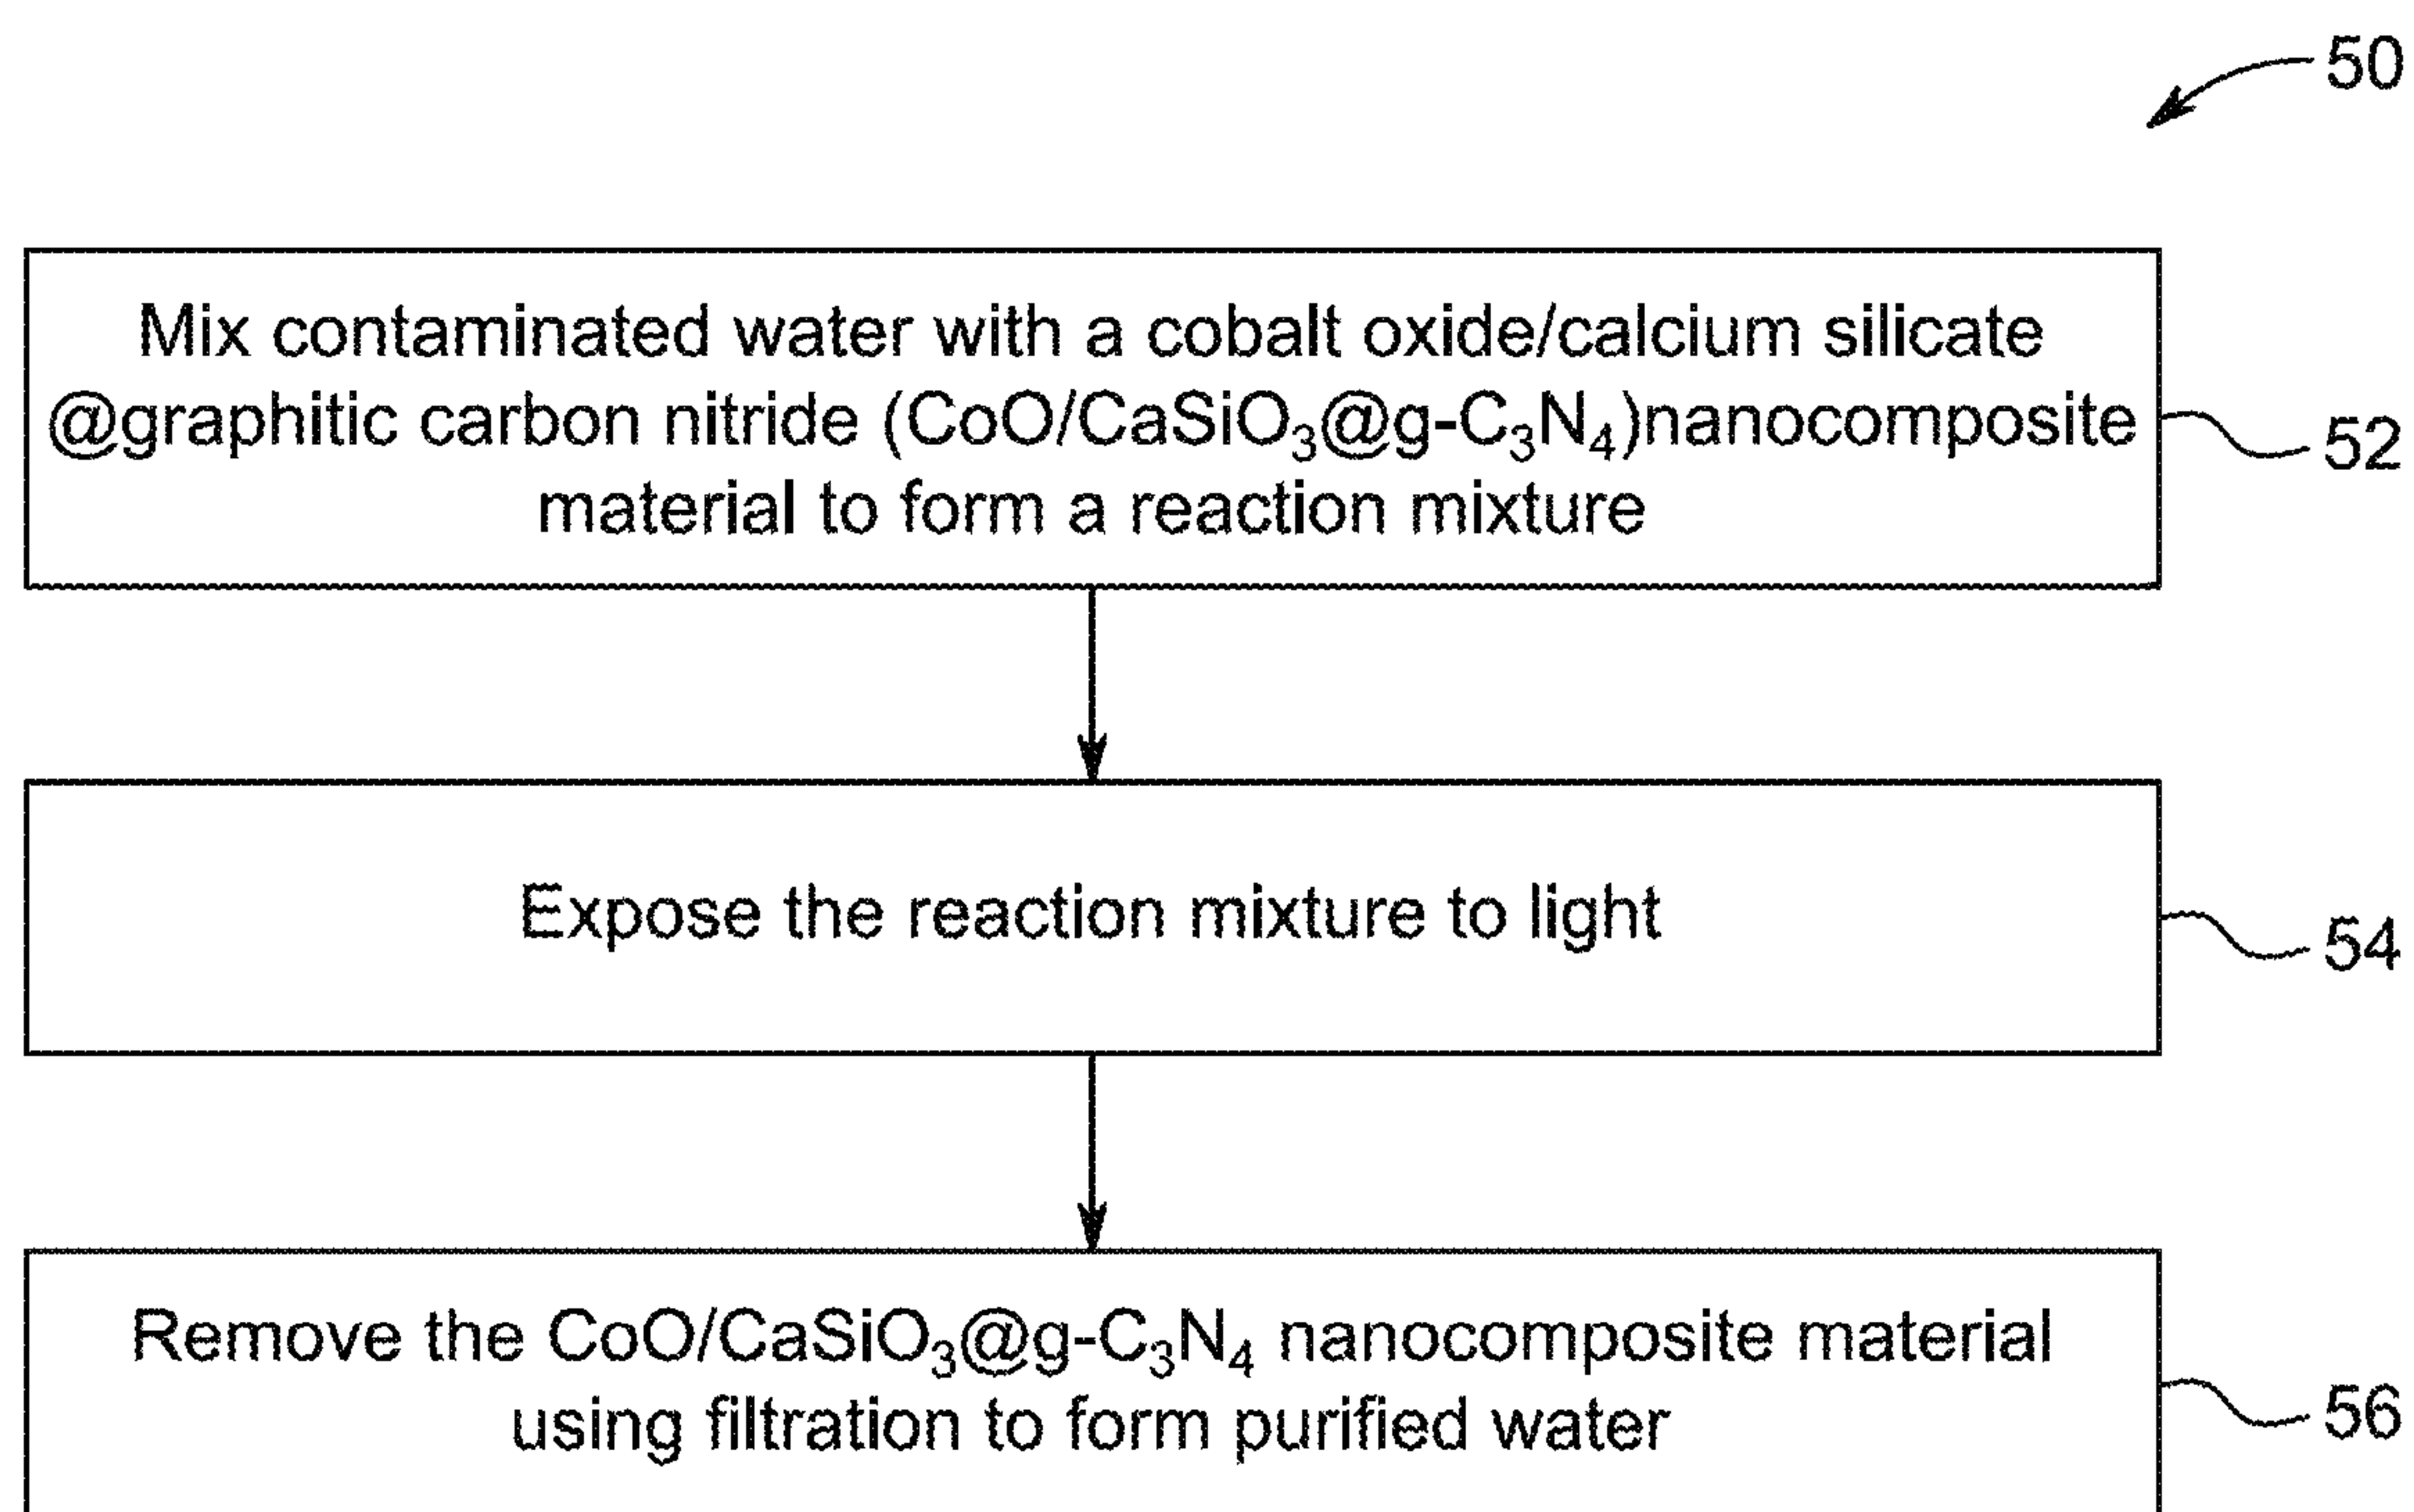 50
Mix contaminated water with a cobalt oxide/calcium silicate
@graphitic carbon nitride (CoO/CaSiO₃@g-C₃N₄)nanocomposite
material to form a reaction mixture
52
Expose the reaction mixture to light
54
Remove the CoO/CaSiO₃@g-C₃N₄ nanocomposite material
using filtration to form purified water
56